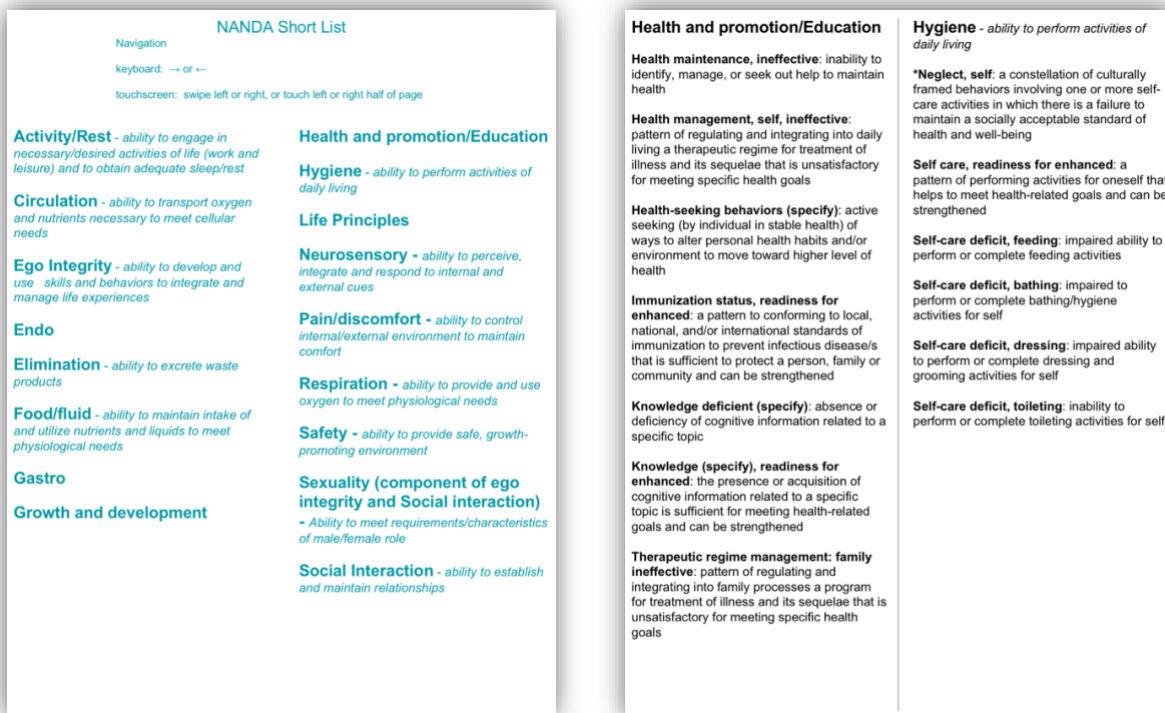 NANDA Short List
Navigation
keyboard: → or ←
touchscreen: swipe left or right, or touch left or right half of page
Activity/Rest - ability to engage in
necessary/desired activities of life (work and
leisure) and to obtain adequate sleep/rest
Circulation - ability to transport oxygen
and nutrients necessary to meet cellular
needs
Ego Integrity - ability to develop and
use skills and behaviors to integrate and
manage life experiences
Endo
Elimination - ability to excrete waste
products
Food/fluid - ability to maintain intake of
and utilize nutrients and liquids to meet
physiological needs
Gastro
Growth and development
Health and promotion/Education
Hygiene - ability to perform activities of
daily living
Life Principles
Neurosensory - ability to perceive,
integrate and respond to internal and
external cues
Pain/discomfort - ability to control
internal/external environment to maintain
comfort
Respiration - ability to provide and use
oxygen to meet physiological needs
Safety - ability to provide safe, growth-
promoting environment
Sexuality (component of ego
integrity and Social interaction)
- Ability to meet requirements/characteristics
of male/female role
Social Interaction - ability to establish
and maintain relationships
Health and promotion/Education
Health maintenance, ineffective: inability to
identify, manage, or seek out help to maintain
health
Health management, self, ineffective:
pattern of regulating and integrating into daily
living a therapeutic regime for treatment of
illness and its sequelae that is unsatisfactory
for meeting specific health goals
Health-seeking behaviors (specify): active
seeking (by individual in stable health) of
ways to alter personal health habits and/or
environment to move toward higher level of
health
Immunization status, readiness for
enhanced: a pattern to conforming to local,
national, and/or international standards of
immunization to prevent infectious disease/s
that is sufficient to protect a person, family or
community and can be strengthened
Knowledge deficient (specify): absence or
deficiency of cognitive information related to a
specific topic
Knowledge (specify), readiness for
enhanced: the presence or acquisition of
cognitive information related to a specific
topic is sufficient for meeting health-related
goals and can be strengthened
Therapeutic regime management: family
ineffective: pattern of regulating and
integrating into family processes a program
for treatment of illness and its sequelae that is
unsatisfactory for meeting specific health
goals
Hygiene - ability to perform activities of
daily living
*Neglect, self: a constellation of culturally
framed behaviors involving one or more self-
care activities in which there is a failure to
maintain a socially acceptable standard of
health and well-being
Self care, readiness for enhanced: a
pattern of performing activities for oneself that
helps to meet health-related goals and can be
strengthened
Self-care deficit, feeding: impaired ability to
perform or complete feeding activities
Self-care deficit, bathing: impaired to
perform or complete bathing/hygiene
activities for self
Self-care deficit, dressing: impaired ability
to perform or complete dressing and
grooming activities for self
Self-care deficit, toileting: inability to
perform or complete toileting activities for self